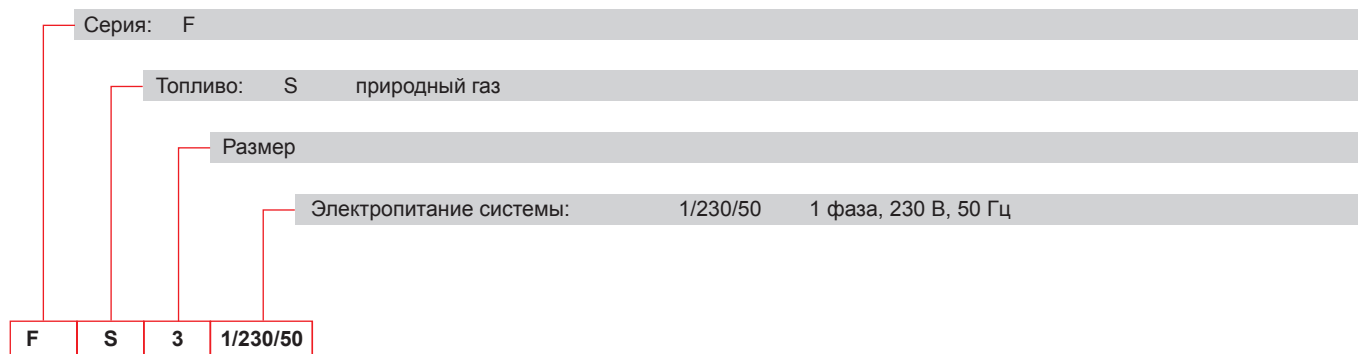 Серия: F
Топливо: S природный газ
Размер
Электропитание системы: 1/230/50 1 фаза, 230 В, 50 Гц
F S 3 1/230/50